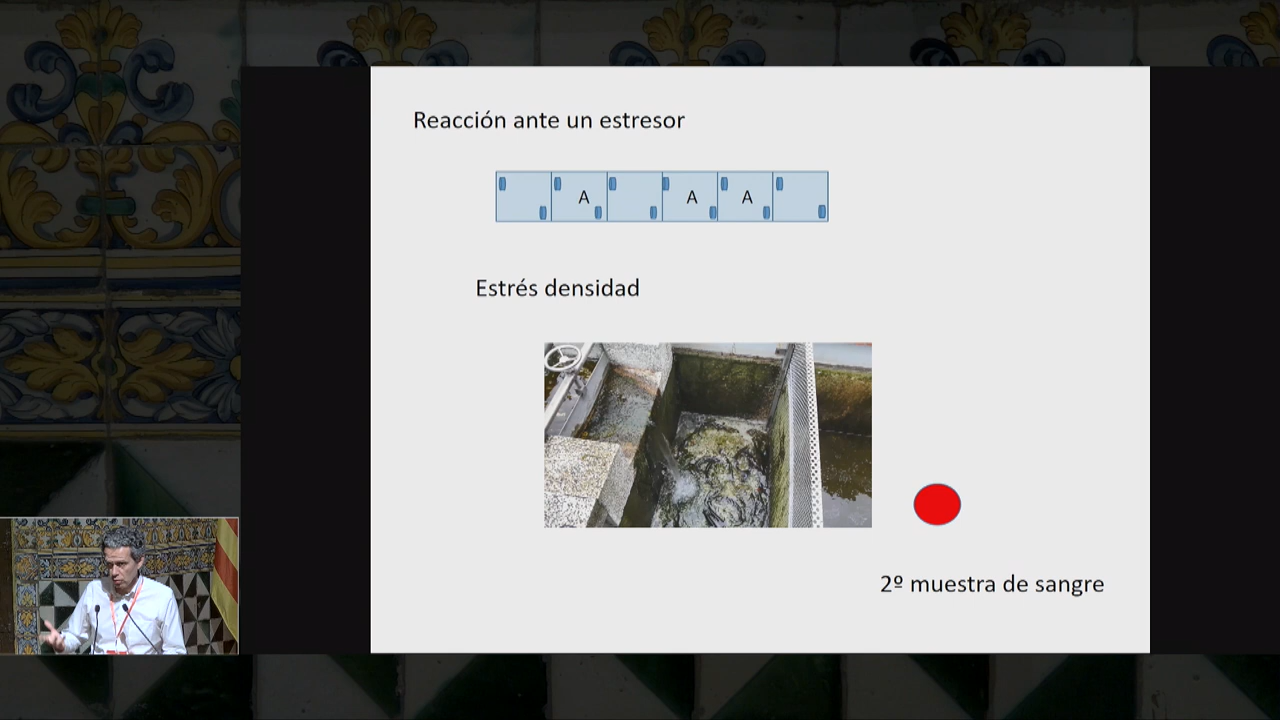 Reacción ante un estresor
A
A
A
Estrés densidad
2º muestra de sangre